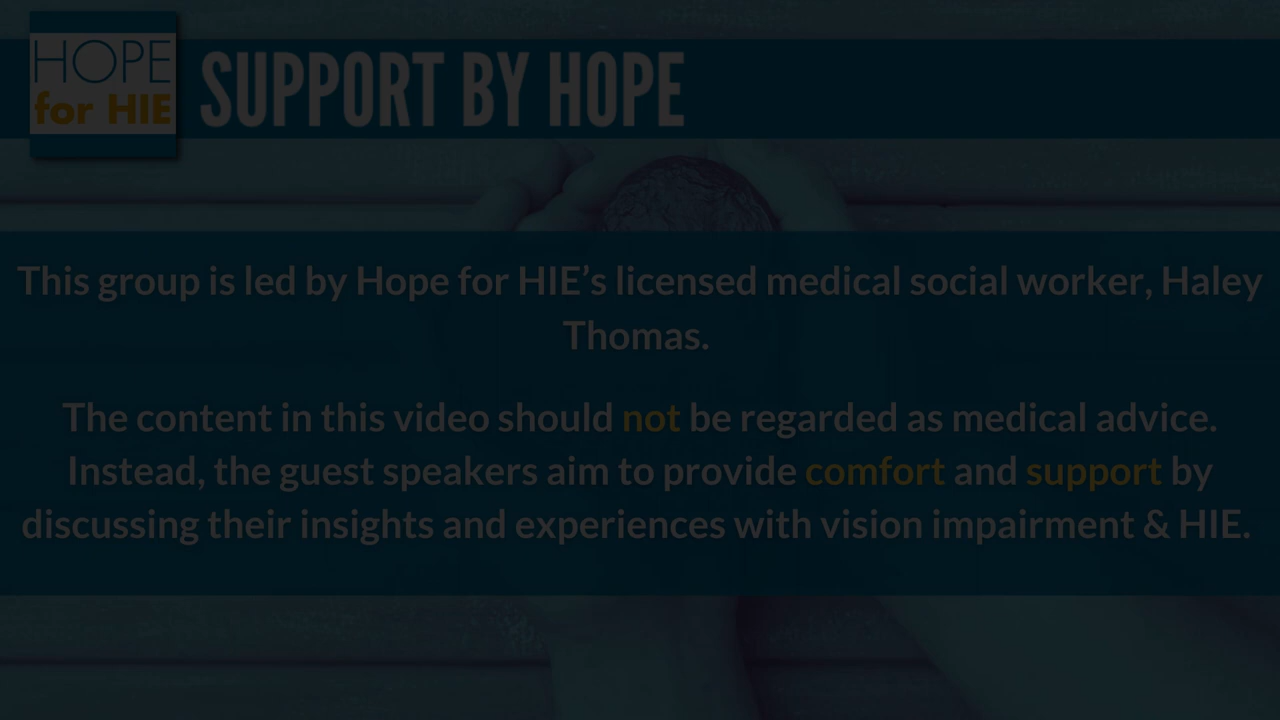 HOPE
for HIE
SUPPORT BY HOPE
This group is led by Hope for HIE’s licensed medical social worker, Haley
Thomas.
The content in this video should not be regarded as medical advice.
Instead, the guest speakers aim to provide comfort and support by
discussing their insights and experiences with vision impairment & HIE.